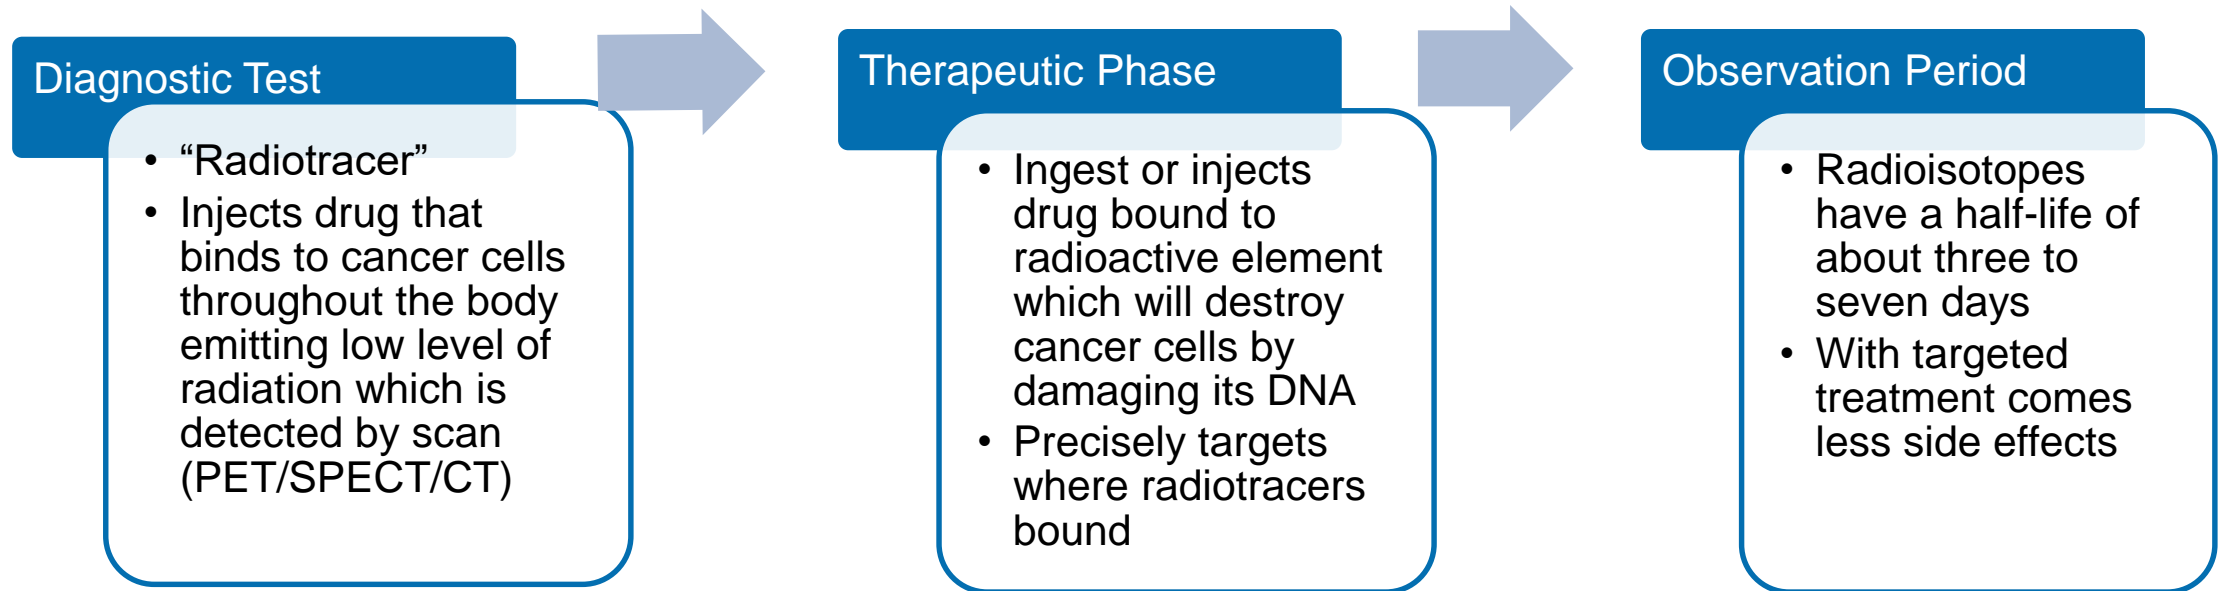 Diagnostic Test
• “Radiotracer”
• Injects drug that
binds to cancer cells
throughout the body
emitting low level of
radiation which is
detected by scan
(PET/SPECT/CT)
Therapeutic Phase
• Ingest or injects
drug bound to
radioactive element
which will destroy
cancer cells by
damaging its DNA
• Precisely targets
where radiotracers
bound
Observation Period
• Radioisotopes
have a half-life of
about three to
seven days
• With targeted
treatment comes
less side effects